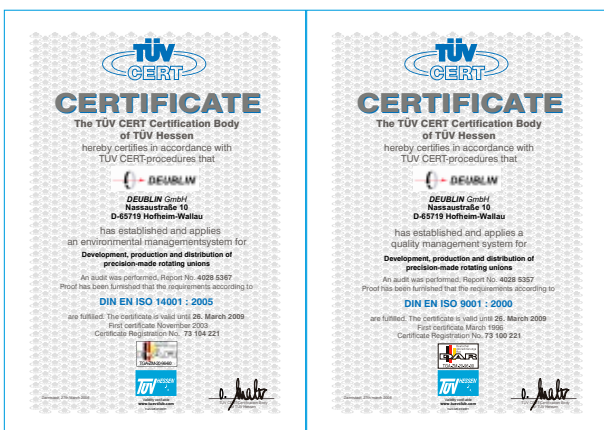 TÜV
CERT
CERTIFICATE
The TÜV CERT Certification Body
of TÜV Hessen
hereby certifies in accordance with
TÜV CERT-procedures that
DEUBLIN
DEUBLIN GmbH
Nassaustraße 10
D-65719 Hofheim-Wallau
has established and applies
an environmental managementsystem for
Development, production and distribution of
precision-made rotating unions
An audit was performed, Report No. 4028 5367
Proof has been furnished that the requirements according to
DIN EN ISO 14001 : 2005
are fulfilled. The certificate is valid until 26. March 2009
First certificate November 2003
Certificate Registration No. 73 104 221
TÜV HESSEN
TÜV
CERT
CERTIFICATE
The TÜV CERT Certification Body
of TÜV Hessen
hereby certifies in accordance with
TÜV CERT-procedures that
DEUBLIN
DEUBLIN GmbH
Nassaustraße 10
D-65719 Hofheim-Wallau
has established and applies a
quality management system for
Development, production and distribution of
precision-made rotating unions
An audit was performed, Report No. 4028 5357
Proof has been furnished that the requirements according to
DIN EN ISO 9001 : 2000
are fulfilled. The certificate is valid until 26. March 2009
First certificate March 1996
Certificate Registration No. 73 100 221
DAR
TÜV HESSEN